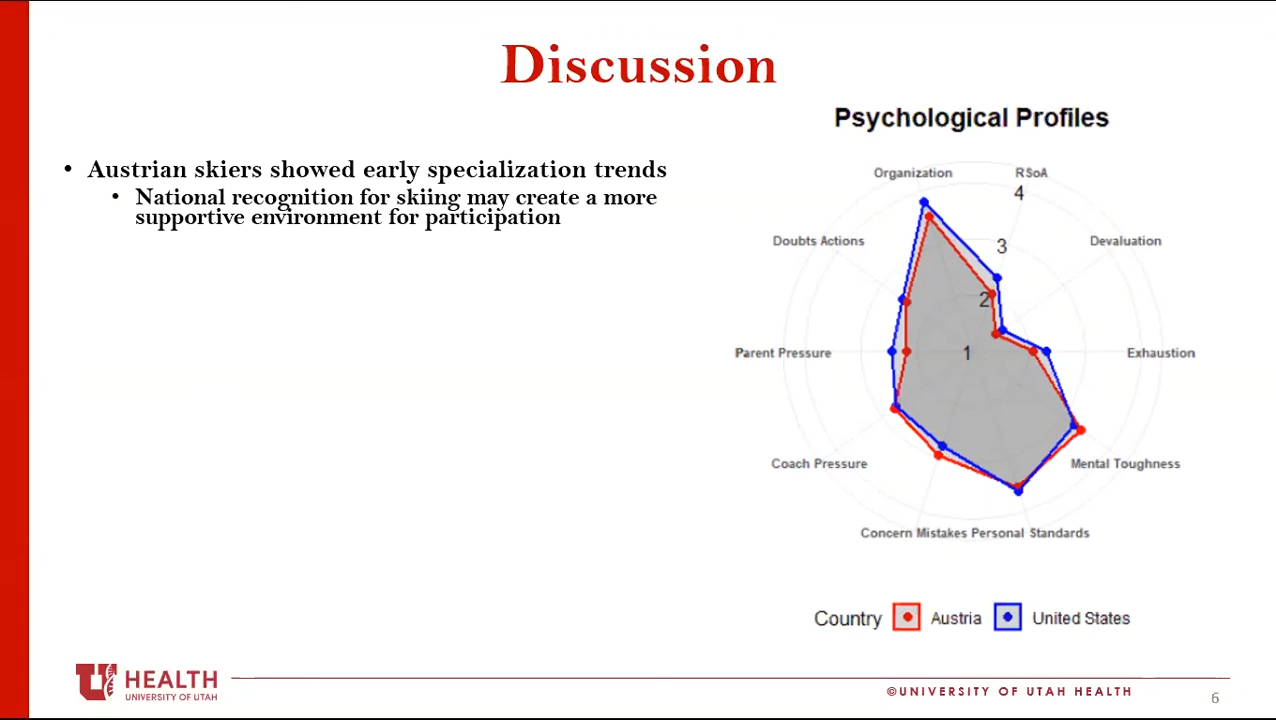 Discussion
• Austrian skiers showed early specialization trends
• National recognition for skiing may create a more
supportive environment for participation
Psychological Profiles
Organization
RSoA
4
Doubts Actions
Devaluation
3
2
Parent Pressure
1
Exhaustion
Coach Pressure
Mental Toughness
Concern Mistakes
Personal Standards
Country
Austria
United States
U HEALTH
UNIVERSITY OF UTAH
©UNIVERSITY OF UTAH HEALTH
6